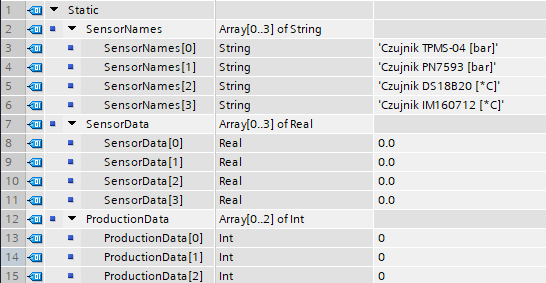 1 Static
2 SensorNames Array[0..3] of String
3 SensorNames[0] String 'Czujnik TPMS-04 [bar]'
4 SensorNames[1] String 'Czujnik PN7593 [bar]'
5 SensorNames[2] String 'Czujnik DS18B20 [*C]'
6 SensorNames[3] String 'Czujnik IM160712 [*C]'
7 SensorData Array[0..3] of Real
8 SensorData[0] Real 0.0
9 SensorData[1] Real 0.0
10 SensorData[2] Real 0.0
11 SensorData[3] Real 0.0
12 ProductionData Array[0..2] of Int
13 ProductionData[0] Int 0
14 ProductionData[1] Int 0
15 ProductionData[2] Int 0